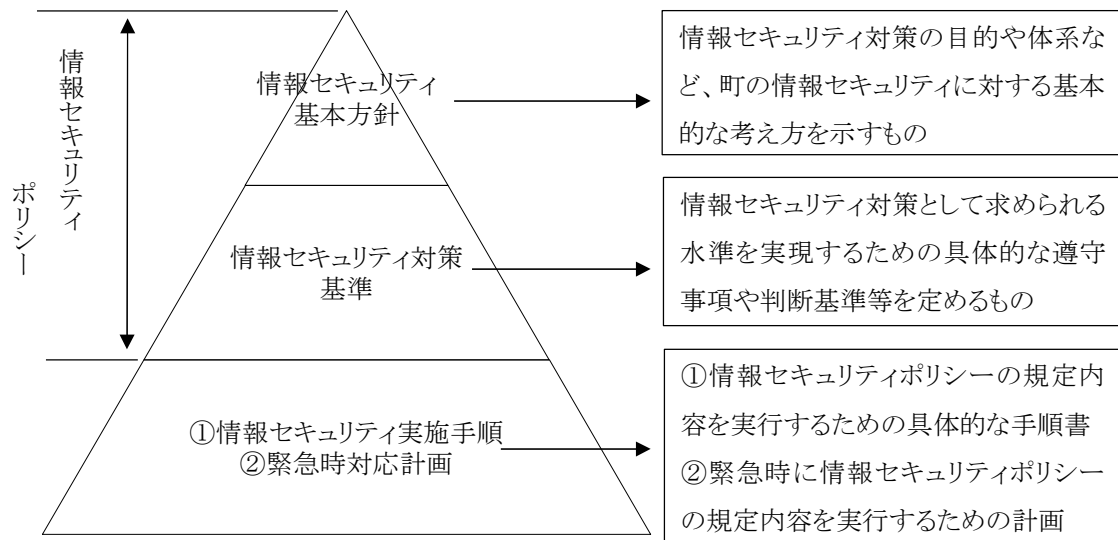 情報セキュリティ
ポリシー
情報セキュリティ
基本方針
情報セキュリティ対策の目的や体系な
ど、町の情報セキュリティに対する基本
的な考え方を示すもの
情報セキュリティ対策
基準
情報セキュリティ対策として求められる
水準を実現するための具体的な遵守
事項や判断基準等を定めるもの
①情報セキュリティ実施手順
②緊急時対応計画
①情報セキュリティポリシーの規定内
容を実行するための具体的な手順書
②緊急時に情報セキュリティポリシー
の規定内容を実行するための計画